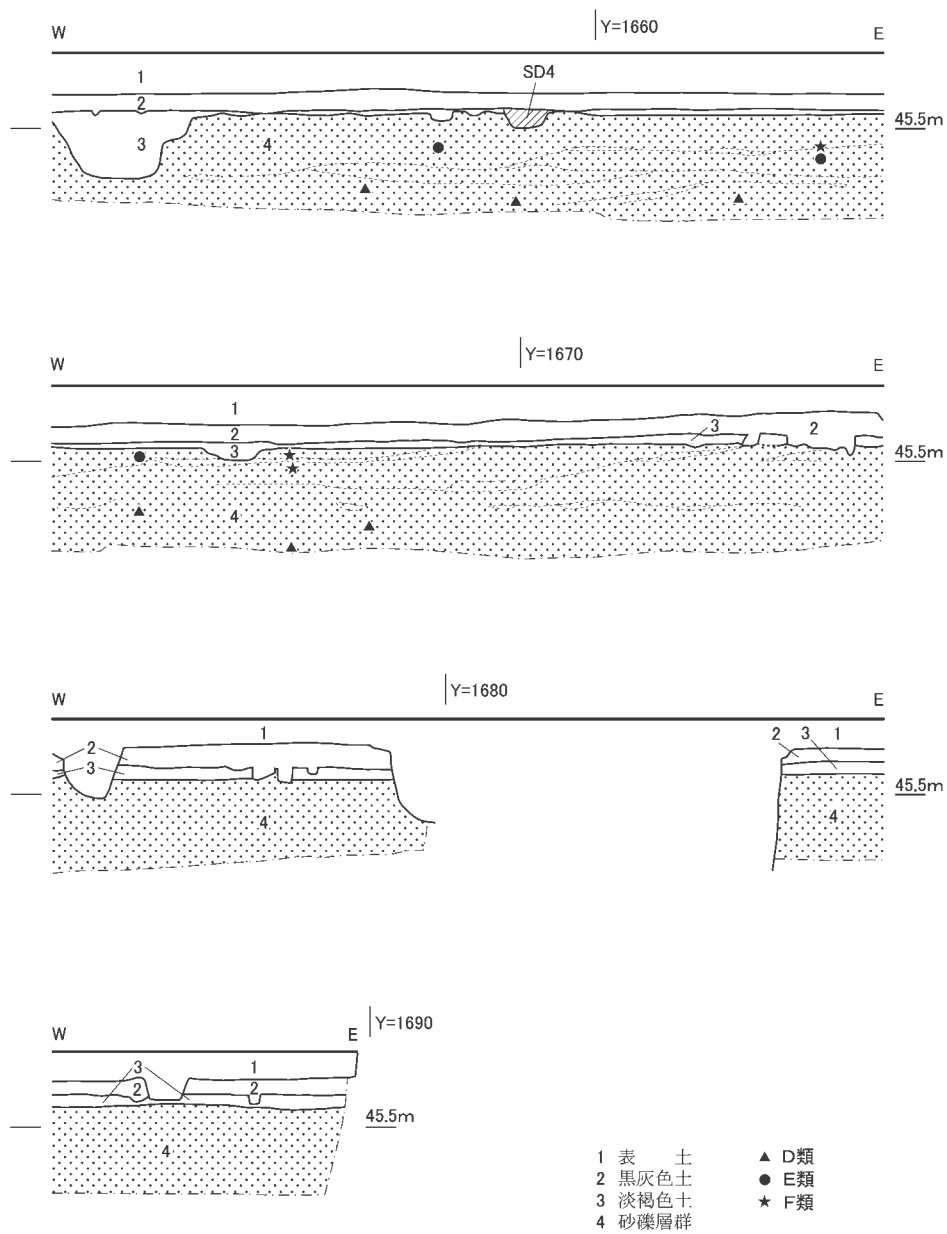 Y=1660
W E
SD4
1
2
3 4
45.5m
Y=1670
W E
1
2 3 2
3
45.5m
4
Y=1680
W E
1 2 3 1
2
3
45.5m
4 4
Y=1690
W E
3 1
2 2
45.5m
4
1 表 土
2 黒灰色土
3 淡褐色土
4 砂礫層群
▲ D類
● E類
★ F類